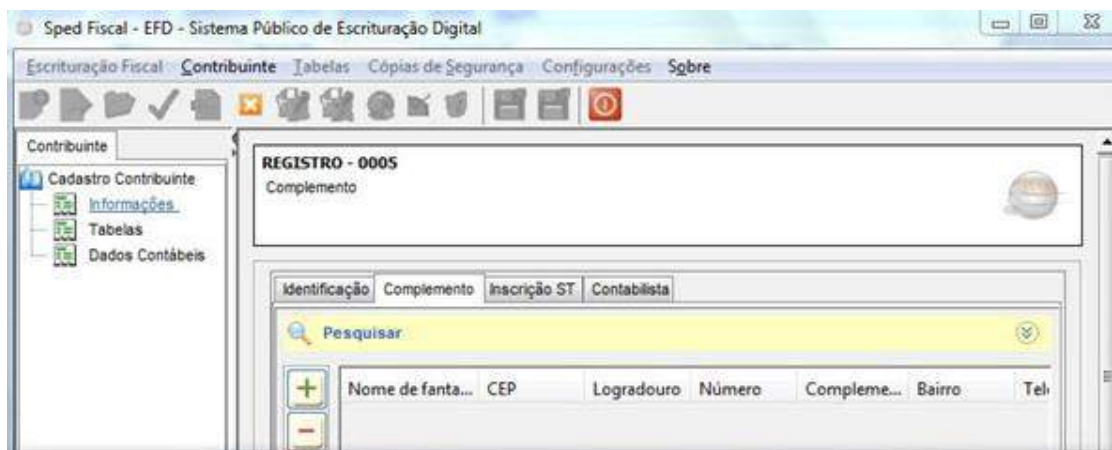 Sped Fiscal - EFD - Sistema Público de Escrituração Digital
Escrituração Fiscal Contribuinte Tabelas Cópias de Segurança Configurações Sobre
Contribuinte
Cadastro Contribuinte
Informações
Tabelas
Dados Contábeis
REGISTRO - 0005
Complemento
Identificação Complemento Inscrição ST Contabilista
Pesquisar
Nome de fanta... CEP Logradouro Número Compleme... Bairro Tele